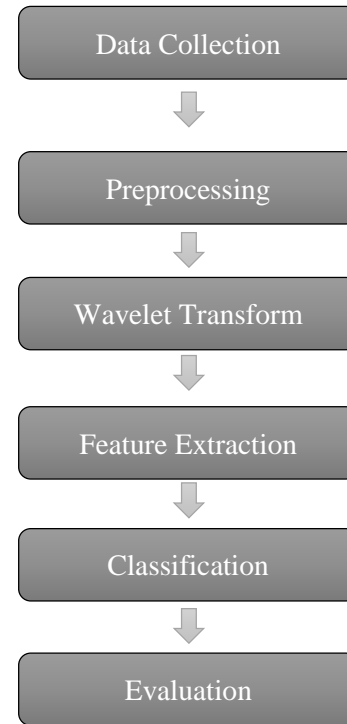 Data Collection
Preprocessing
Wavelet Transform
Feature Extraction
Classification
Evaluation